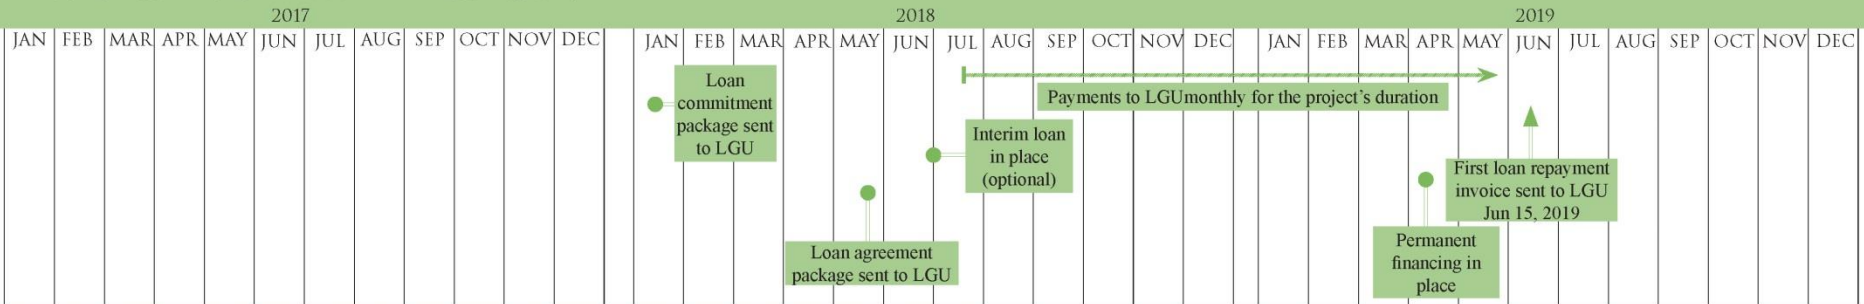 2017 2018 2019
JAN FEB MAR APR MAY JUN JUL AUG SEP OCT NOV DEC JAN FEB MAR APR MAY JUN JUL AUG SEP OCT NOV DEC JAN FEB MAR APR MAY JUN JUL AUG SEP OCT NOV DEC
Loan
commitment
package sent
to LGU
Payments to LGUmonthly for the project's duration
Interim loan
in place
(optional)
First loan repayment
invoice sent to LGU
Jun 15, 2019
Loan agreement
package sent to LGU
Permanent
financing in
place